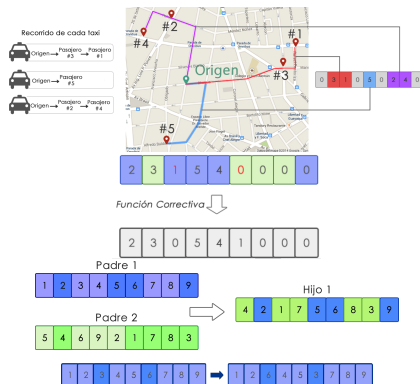 Recorrido de cada taxi
Origen Pasajero #3 Pasajero #1
Origen Pasajero #5
Origen Pasajero #2 Pasajero #4
#2
#4
#1
#3
Origen
#5
0 3 1 0 5 0 2 4 0
2 3 1 5 4 0 0 0 0
Función Correctiva
2 3 0 5 4 1 0 0 0
Padre 1
1 2 3 4 5 6 7 8 9
Hijo 1
4 2 1 7 5 6 8 3 9
Padre 2
5 4 6 9 2 1 7 8 3
1 2 3 4 5 6 7 8 9
1 2 6 4 5 3 7 8 9